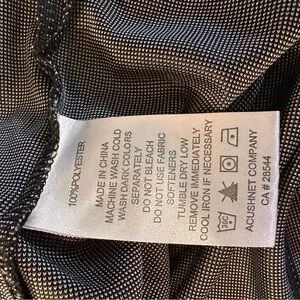 100%POLYESTER
MADE IN CHINA
MACHINE WASH COLD
WASH DARK COLORS
SEPARATELY
DO NOT BLEACH
DO NOT USE FABRIC
SOFTENERS
TUMBLE DRY LOW
REMOVE IMMEDIATELY
COOL IRON IF NECESSARY
ACUSHNET COMPANY
CA # 28544